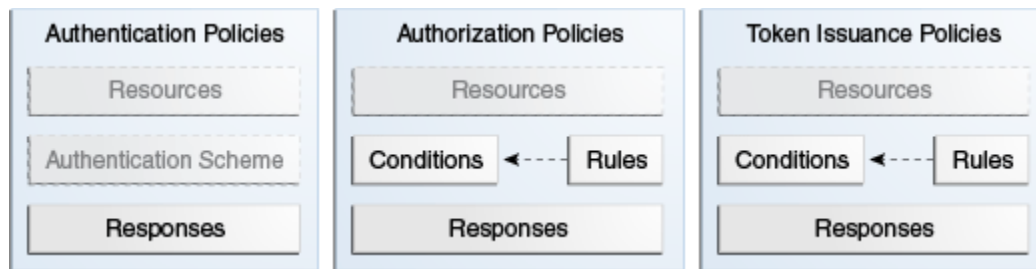 Authentication Policies
Resources
Authentication Scheme
Responses
Authorization Policies
Resources
Conditions
Rules
Responses
Token Issuance Policies
Resources
Conditions
Rules
Responses